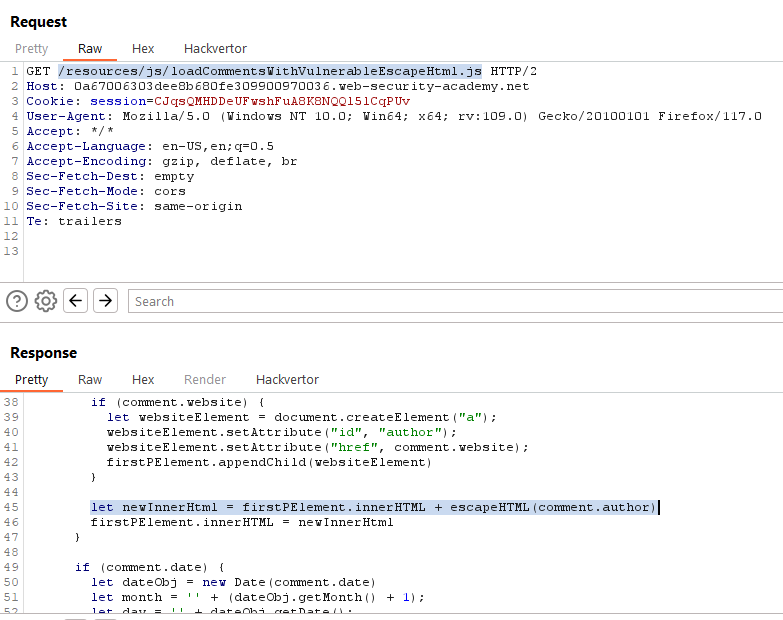 Request
Pretty Raw Hex Hackvertor
1 GET /resources/js/loadCommentsWithVulnerableEscapeHtml.js HTTP/2
2 Host: 0a67006303dee8b680fe309900970036.web-security-academy.net
3 Cookie: session=CJqsQMHDDeUFwshFuA8K8NQQl5lCqPUv
4 User-Agent: Mozilla/5.0 (Windows NT 10.0; Win64; x64; rv:109.0) Gecko/20100101 Firefox/117.0
5 Accept: */*
6 Accept-Language: en-US,en;q=0.5
7 Accept-Encoding: gzip, deflate, br
8 Sec-Fetch-Dest: empty
9 Sec-Fetch-Mode: cors
10 Sec-Fetch-Site: same-origin
11 Te: trailers
12
13
Search
Response
Pretty Raw Hex Render Hackvertor
38 if (comment.website) {
39 let websiteElement = document.createElement("a");
40 websiteElement.setAttribute("id", "author");
41 websiteElement.setAttribute("href", comment.website);
42 firstPElement.appendChild(websiteElement)
43 }
44
45 let newInnerHtml = firstPElement.innerHTML + escapeHTML(comment.author)
46 firstPElement.innerHTML = newInnerHtml
47 }
48
49 if (comment.date) {
50 let dateObj = new Date(comment.date)
51 let month = '' + (dateObj.getMonth() + 1);
52 let day = '' + dateObj.getDate();